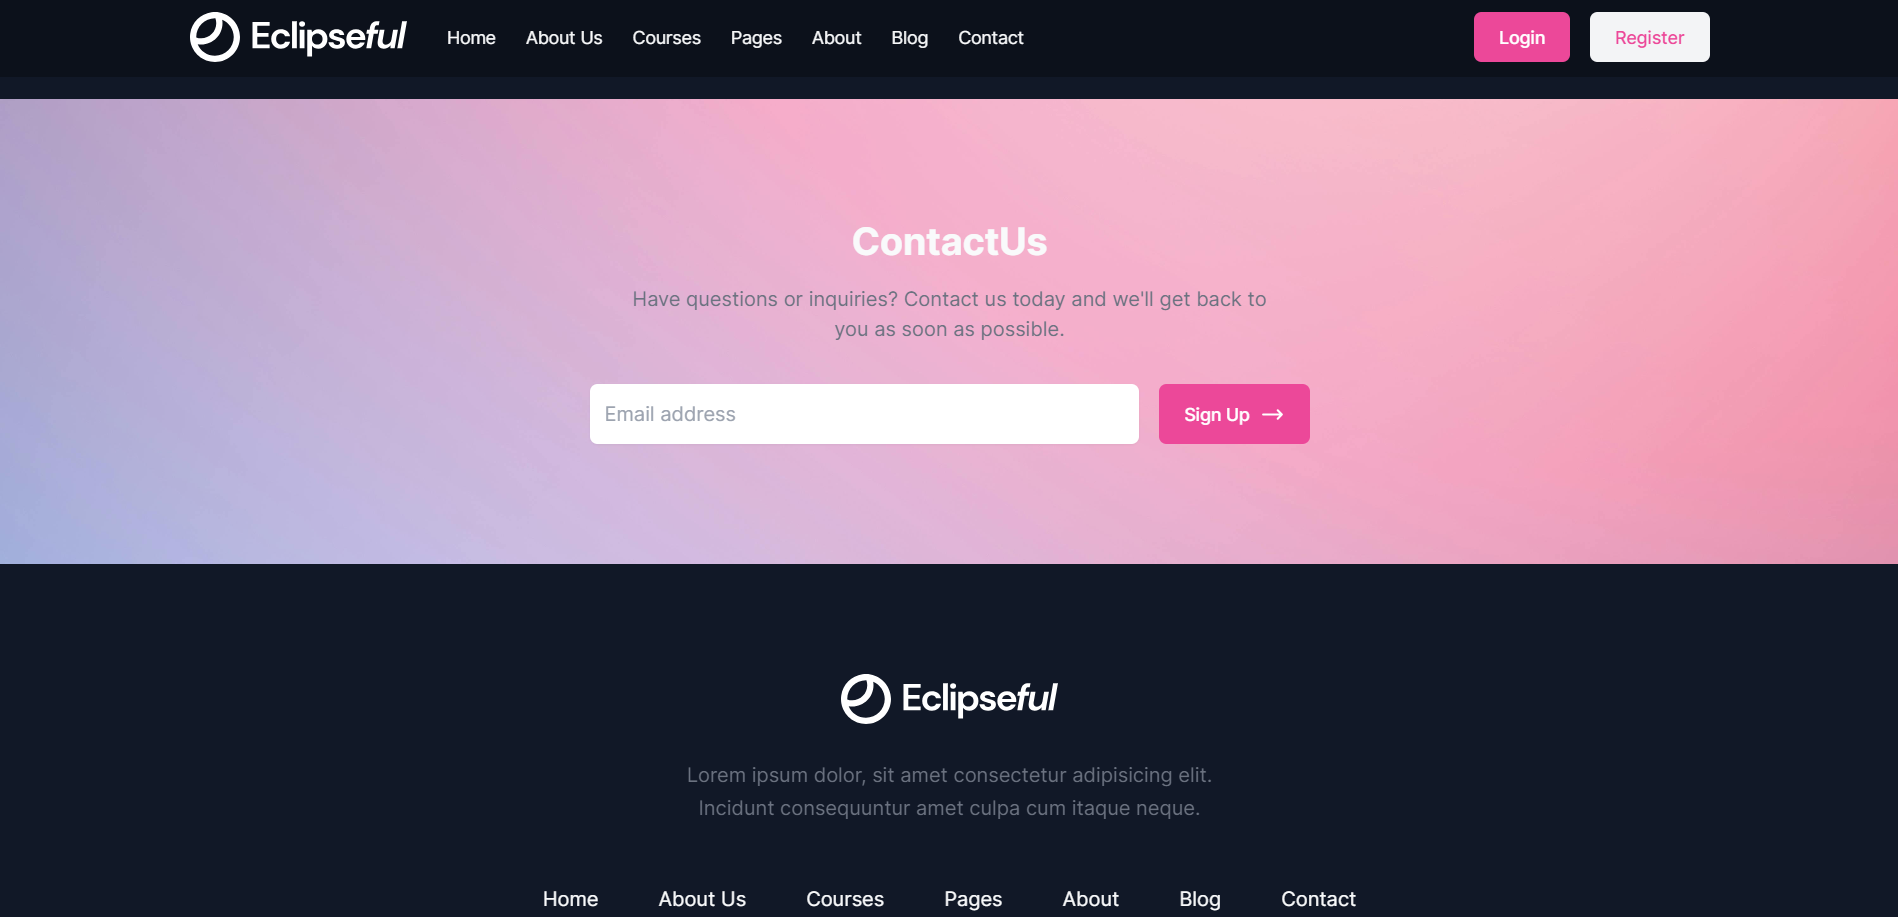 Eclipseful
Home About Us Courses Pages About Blog Contact
Login Register
ContactUs
Have questions or inquiries? Contact us today and we'll get back to
you as soon as possible.
Email address
Sign Up
Eclipseful
Lorem ipsum dolor, sit amet consectetur adipisicing elit.
Incidunt consequuntur amet culpa cum itaque neque.
Home About Us Courses Pages About Blog Contact